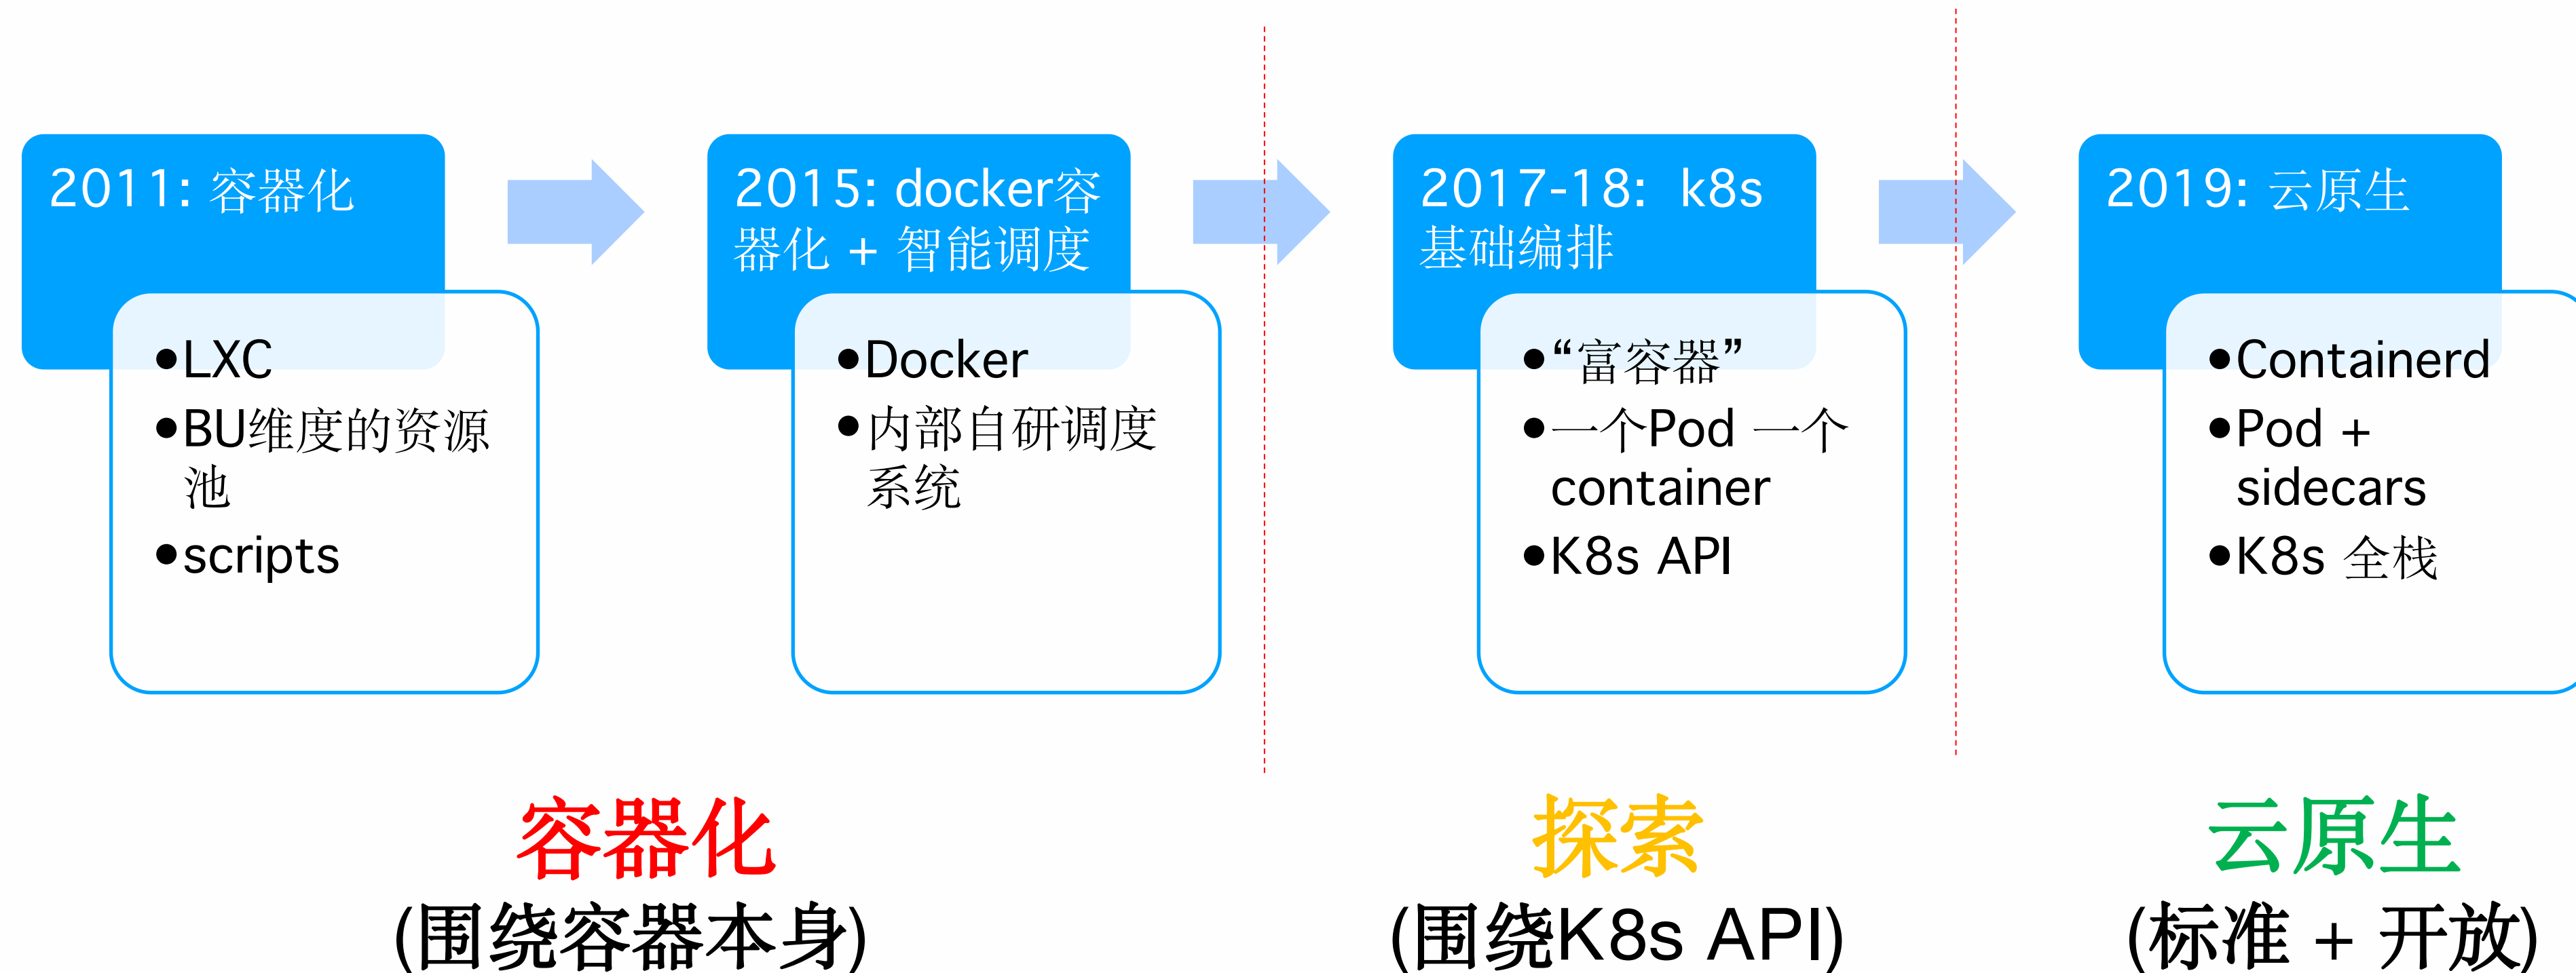 2011: 容器化
•LXC
•BU维度的资源
池
•scripts
2015: docker容
器化 + 智能调度
•Docker
•内部自研调度
系统
2017-18: k8s
基础编排
•“富容器”
•一个Pod 一个
container
•K8s API
2019: 云原生
•Containerd
•Pod +
sidecars
•K8s 全栈
容器化
(围绕容器本身)
探索
(围绕K8s API)
云原生
(标准 + 开放)